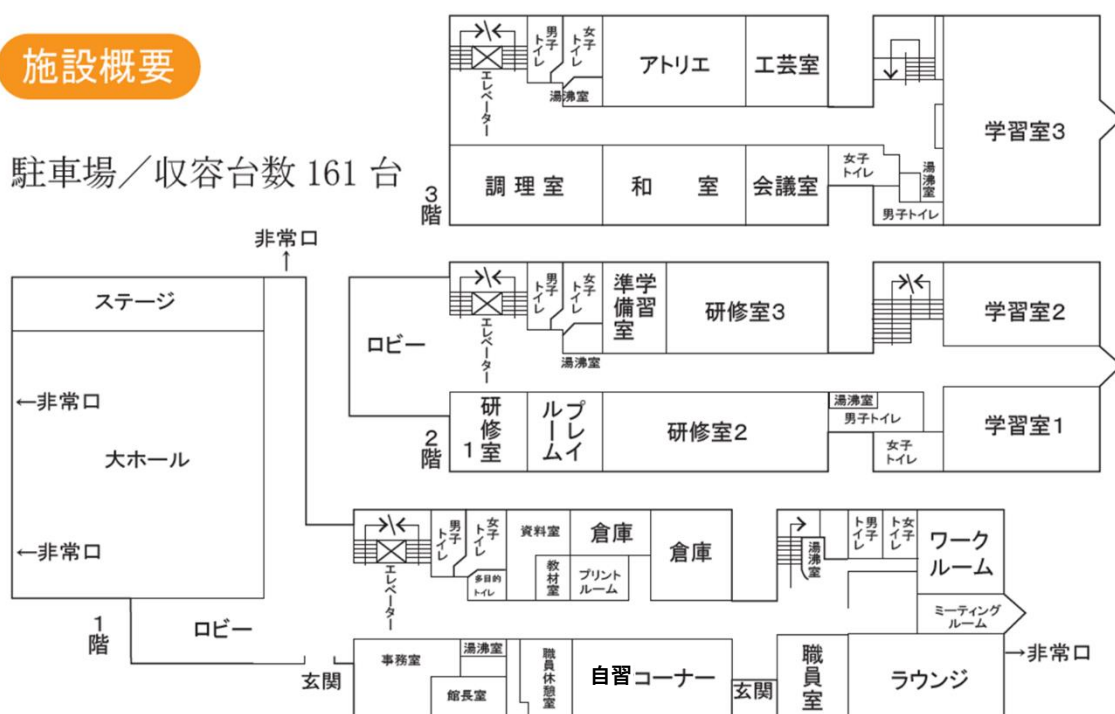 施設概要
駐車場／収容台数 161 台
3階
エレベーター
男子トイレ
女子トイレ
湯沸室
アトリエ
工芸室
学習室3
調理室
和 室
会議室
女子トイレ
湯沸室
男子トイレ
2階
ロビー
エレベーター
男子トイレ
女子トイレ
湯沸室
学習準備室
研修室3
学習室2
研修室1
プレイルーム
研修室2
湯沸室
男子トイレ
女子トイレ
学習室1
1階
非常口
ステージ
←非常口
大ホール
←非常口
ロビー
玄関
エレベーター
男子トイレ
女子トイレ
多目的トイレ
資料室
倉庫
教材室
プリントルーム
倉庫
湯沸室
男子トイレ
女子トイレ
ワークルーム
ミーティングルーム
事務室
湯沸室
館長室
職員休憩室
自習コーナー
玄関
職員室
ラウンジ
→非常口